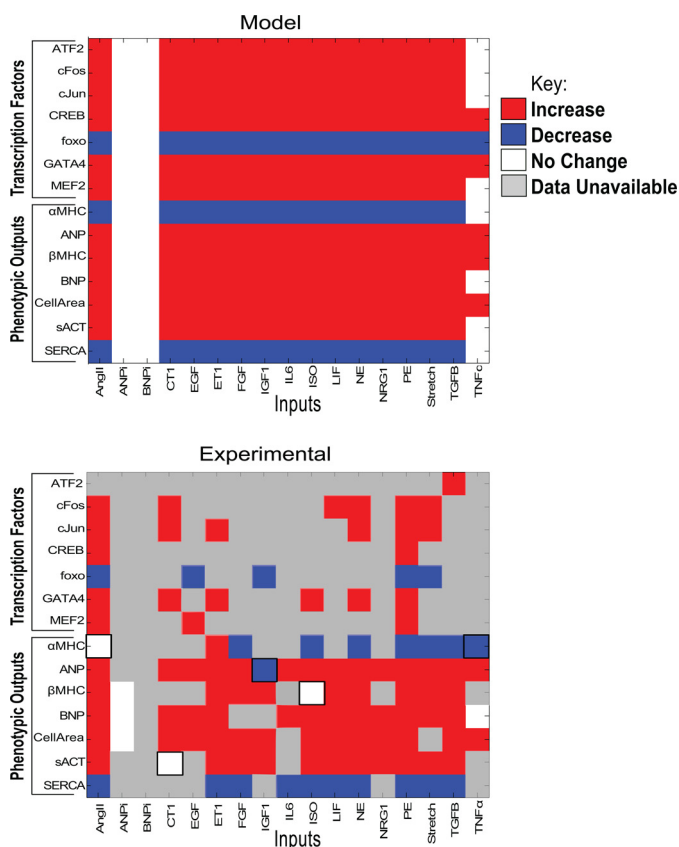 Model
Transcription Factors
Phenotypic Outputs
ATF2
cFos
cJun
CREB
foxo
GATA4
MEF2
αMHC
ANP
βMHC
BNP
CellArea
sACT
SERCA
AngII
ANPi
BNPi
CT1
EGF
ET1
FGF
IGF1
IL6
ISO
LIF
NE
NRG1
PE
Stretch
TGFB
TNFα
Inputs
Key:
Increase
Decrease
No Change
Data Unavailable
Experimental
Transcription Factors
Phenotypic Outputs
ATF2
cFos
cJun
CREB
foxo
GATA4
MEF2
αMHC
ANP
βMHC
BNP
CellArea
sACT
SERCA
AngII
ANPi
BNPi
CT1
EGF
ET1
FGF
IGF1
IL6
ISO
LIF
NE
NRG1
PE
Stretch
TGFB
TNFα
Inputs